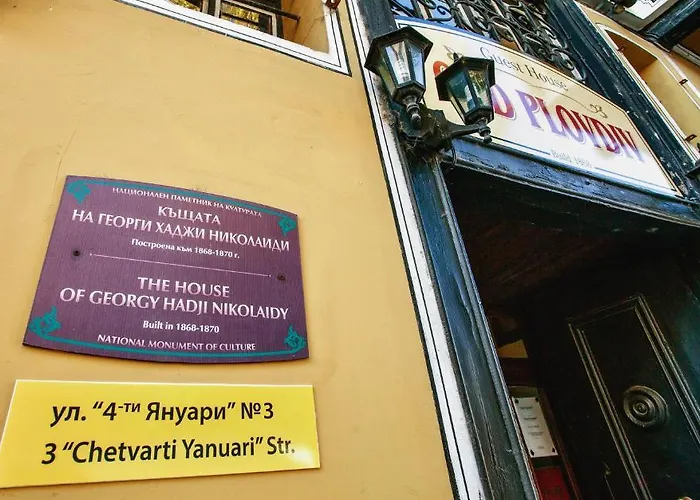 НАЦИОНАЛЕН ПАМЕТНИК НА КУЛТУРАТА
КЪЩАТА
НА ГЕОРГИ ХАДЖИ НИКОЛАИДИ
Построена към 1868-1870 г.
THE HOUSE
OF GEORGY HADJI NIKOLAIDY
Built in 1868-1870
NATIONAL MONUMENT OF CULTURE
ул. “4-ти Януари” №3
3 “Chetvarti Yanuari” Str.
Guest House
PLOVDIV
Build 1868